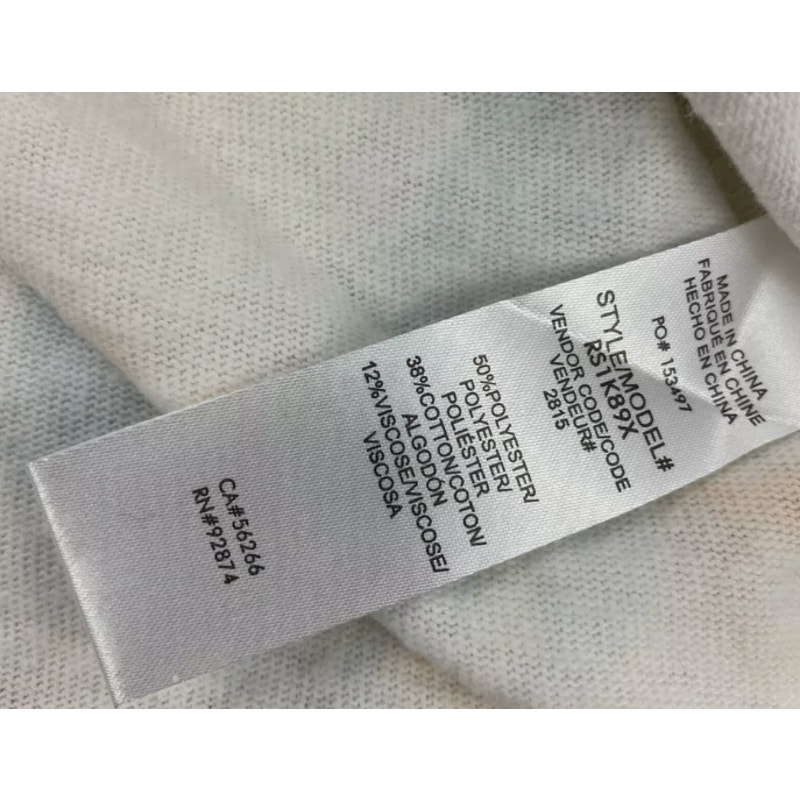 MADE IN CHINA
FABRIQUÉ EN CHINE
HECHO EN CHINA
PO# 153497
STYLE/MODEL#
RS1K89X
VENDOR CODE/CODE
VENDEUR#
2815
50%POLYESTER/
POLYESTER/
POLIÉSTER
38%COTTON/COTON/
ALGODÓN
12%VISCOSE/VISCOSE/
VISCOSA
CA#56266
RN#92874